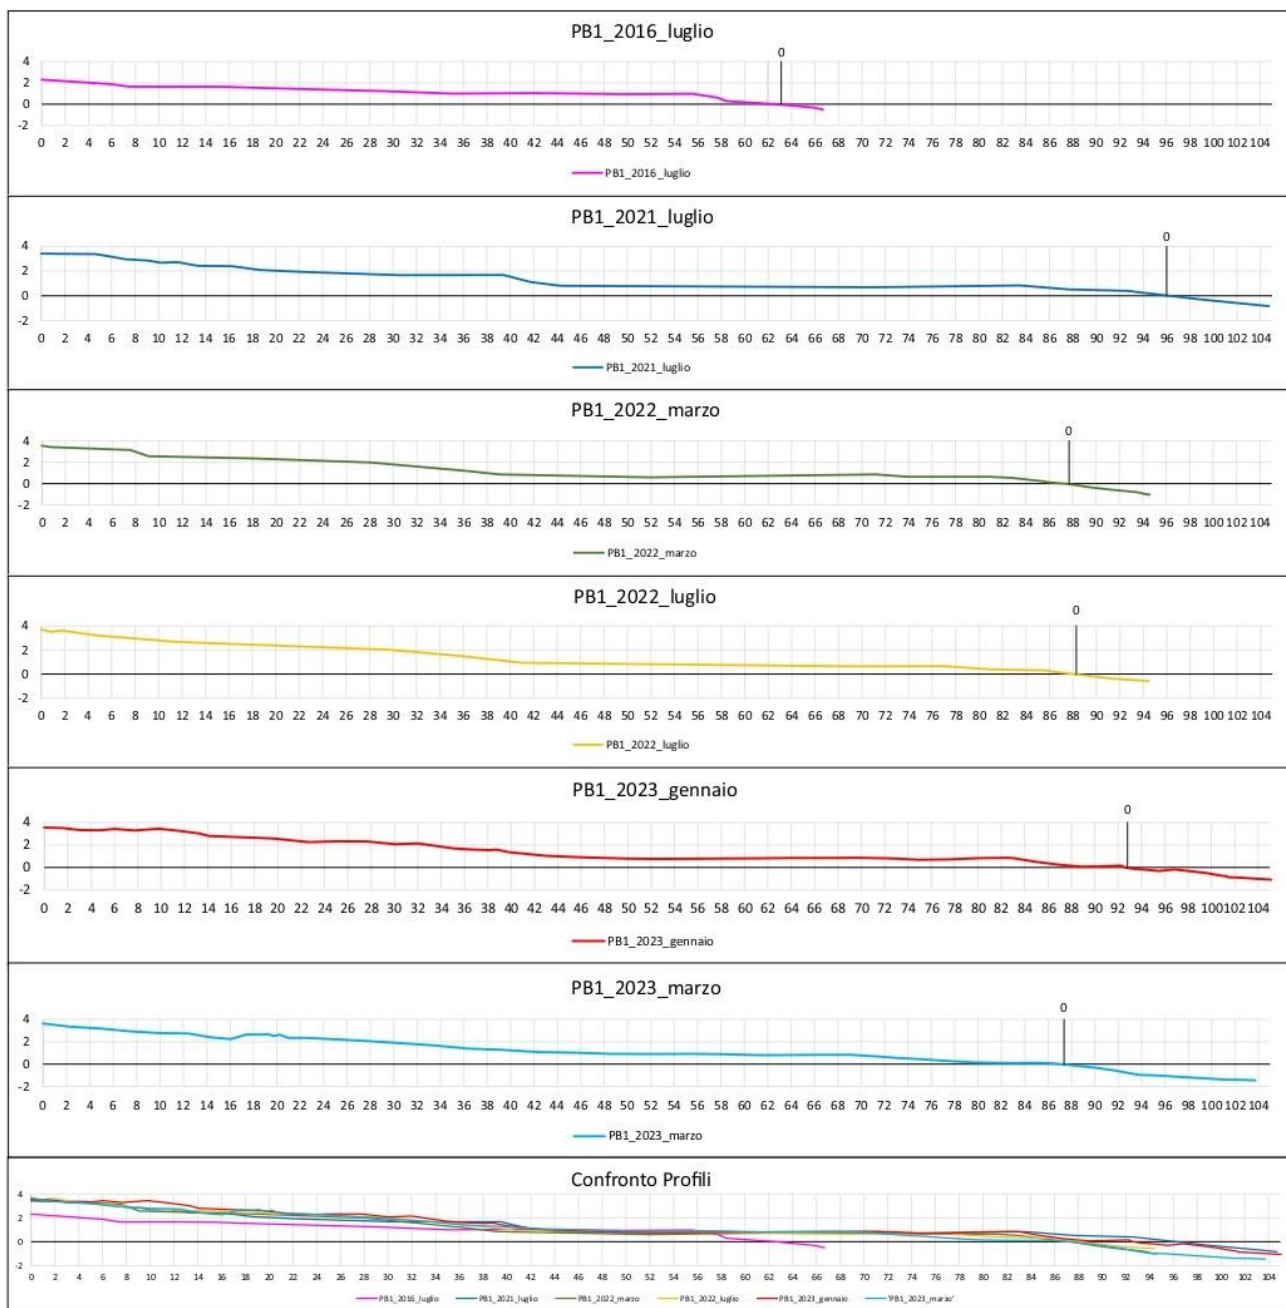 PB1_2016_luglio
0
4
2
0
-2
0 2 4 6 8 10 12 14 16 18 20 22 24 26 28 30 32 34 36 38 40 42 44 46 48 50 52 54 56 58 60 62 64 66 68 70 72 74 76 78 80 82 84 86 88 90 92 94 96 98 100 102 104
PB1_2016_luglio
PB1_2021_luglio
0
4
2
0
-2
0 2 4 6 8 10 12 14 16 18 20 22 24 26 28 30 32 34 36 38 40 42 44 46 48 50 52 54 56 58 60 62 64 66 68 70 72 74 76 78 80 82 84 86 88 90 92 94 96 98 100 102 104
PB1_2021_luglio
PB1_2022_marzo
0
4
2
0
-2
0 2 4 6 8 10 12 14 16 18 20 22 24 26 28 30 32 34 36 38 40 42 44 46 48 50 52 54 56 58 60 62 64 66 68 70 72 74 76 78 80 82 84 86 88 90 92 94 96 98 100 102 104
PB1_2022_marzo
PB1_2022_luglio
0
4
2
0
-2
0 2 4 6 8 10 12 14 16 18 20 22 24 26 28 30 32 34 36 38 40 42 44 46 48 50 52 54 56 58 60 62 64 66 68 70 72 74 76 78 80 82 84 86 88 90 92 94 96 98 100 102 104
PB1_2022_luglio
PB1_2023_gennaio
0
4
2
0
-2
0 2 4 6 8 10 12 14 16 18 20 22 24 26 28 30 32 34 36 38 40 42 44 46 48 50 52 54 56 58 60 62 64 66 68 70 72 74 76 78 80 82 84 86 88 90 92 94 96 98 100 102 104
PB1_2023_gennaio
PB1_2023_marzo
0
4
2
0
-2
0 2 4 6 8 10 12 14 16 18 20 22 24 26 28 30 32 34 36 38 40 42 44 46 48 50 52 54 56 58 60 62 64 66 68 70 72 74 76 78 80 82 84 86 88 90 92 94 96 98 100 102 104
PB1_2023_marzo
Confronto Profili
4
2
0
-2
0 2 4 6 8 10 12 14 16 18 20 22 24 26 28 30 32 34 36 38 40 42 44 46 48 50 52 54 56 58 60 62 64 66 68 70 72 74 76 78 80 82 84 86 88 90 92 94 96 98 100 102 104
PB1_2016_luglio PB1_2021_luglio PB1_2022_marzo PB1_2022_luglio PB1_2023_gennaio 'PB1_2023_marzo'